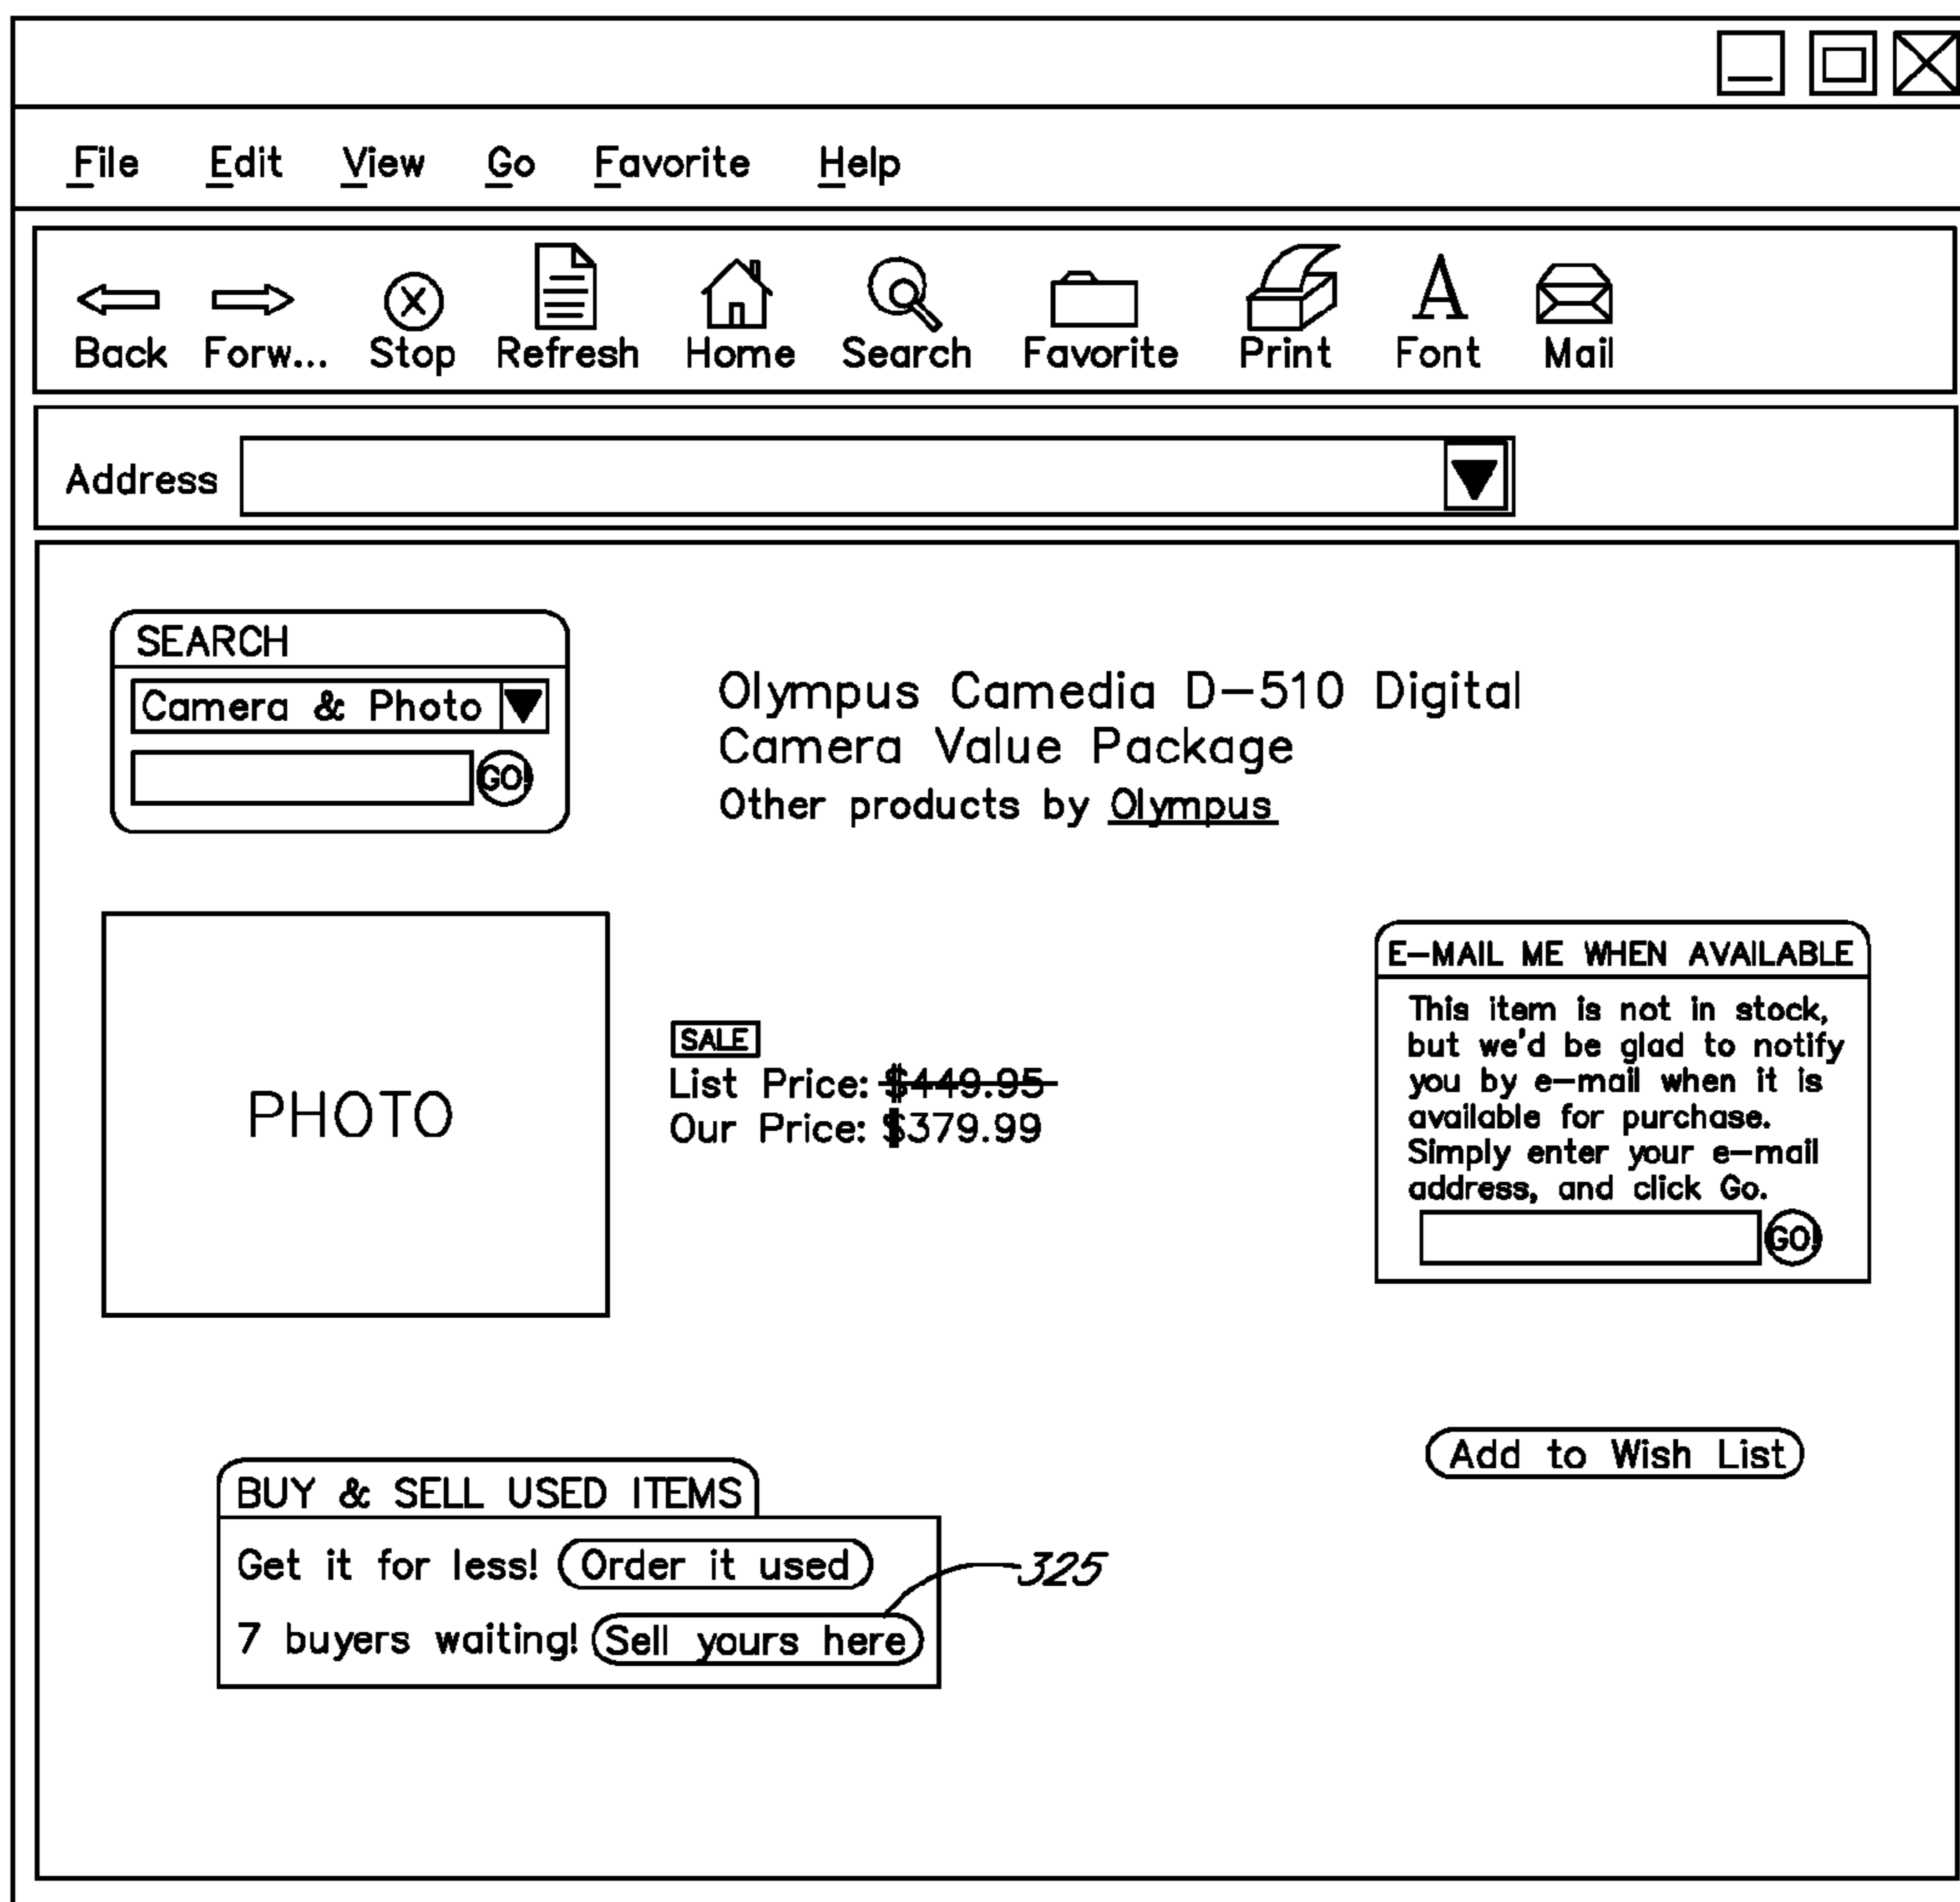 File Edit View Go Favorite Help
Back Forw... Stop Refresh Home Search Favorite Print A Font Mail
Address
SEARCH
Camera & Photo
GO!
Olympus Camedia D-510 Digital
Camera Value Package
Other products by Olympus
PHOTO
SALE
List Price: $449.95
Our Price: $379.99
E-MAIL ME WHEN AVAILABLE
This item is not in stock,
but we'd be glad to notify
you by e-mail when it is
available for purchase.
Simply enter your e-mail
address, and click Go.
GO!
Add to Wish List
BUY & SELL USED ITEMS
Get it for less! Order it used
325
7 buyers waiting! Sell yours here